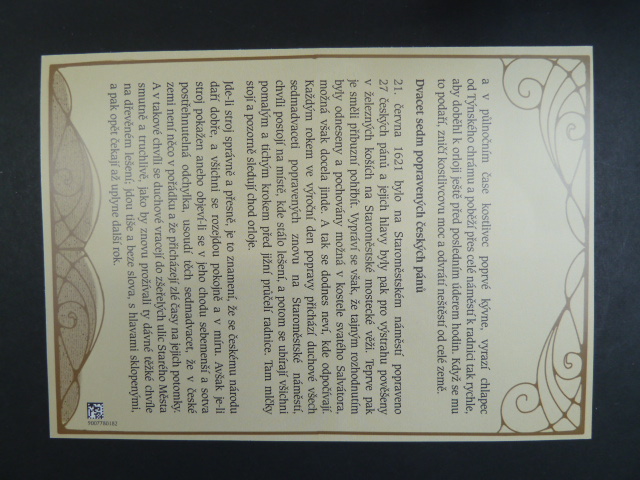 a v půlnočním čase kostlivec poprvé kývne, vyrazí chlapec
od Týnského chrámu a poběží přes celé náměstí k radnici tak rychle,
aby doběhl k orloji ještě před posledním úderem hodin. Když se mu
to podaří, zničí kostlivcovu moc a odvrátí neštěstí od celé země.
Dvacet sedm popravených českých pánů
21. června 1621 bylo na Staroměstském náměstí popraveno
27 českých pánů a jejich hlavy byly pak pro výstrahu pověšeny
v železných koších na Staroměstské mostecké věži. Teprve pak
je směli příbuzní pohřbít. Vypráví se však, že tajným rozhodnutím
byly odneseny a pochovány možná v kostele svatého Salvátora,
možná však docela jinde. A tak se dodnes neví, kde odpočívají.
Každým rokem ve výroční den popravy přichází duchové všech
sedmadvaceti popravených znovu na Staroměstské náměstí,
chvíli postojí na místě, kde stálo lešení, a potom se ubírají všichni
pomalým a tichým krokem před jižní průčelí radnice. Tam mlčky
stojí a pozorně sledují chod orloje.
Jde-li stroj správně a přesně, je to znamení, že se českému národu
daří dobře, a všichni se rozejdou pokojně a v míru. Avšak je-li
stroj pokažen anebo objeví-li se v jeho chodu sebemenší a sotva
postřehnutelná odchylka, usoudí těch sedmadvacet, že v české
zemi není něco v pořádku a že přicházejí zlé časy na jejich potomky.
A v takové chvíli se duchové vracejí do zšeřelých ulic Starého Města
smutně a truchlivě, jako by znovu prožívali ty dávné těžké chvíle
na dřevěném lešení, jdou tiše a beze slova, s hlavami sklopenými,
a pak opět čekají až uplyne další rok.